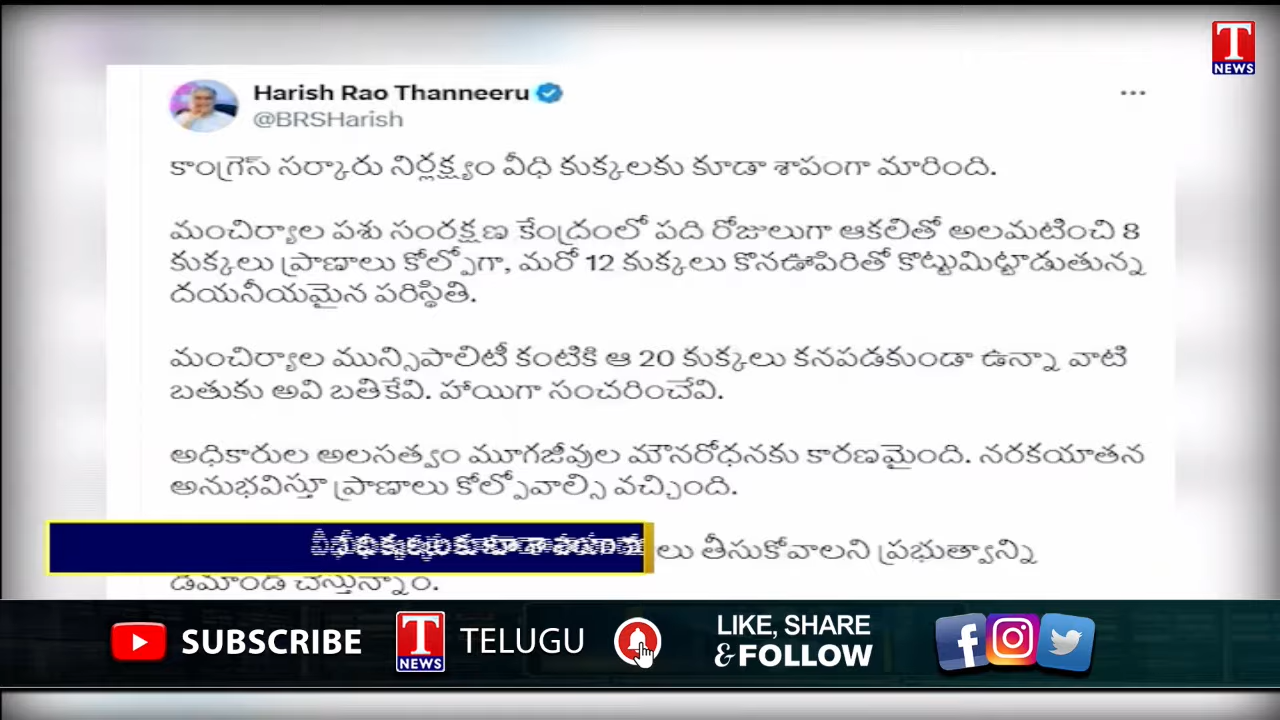 T
NEWS
Harish Rao Thanneeru
@BRSHarish
కాంగ్రెస్ సర్కారు నిర్లక్ష్యం వీధి కుక్కలకు కూడా శాపంగా మారింది.
మంచిర్యాల పశు సంరక్షణ కేంద్రంలో పది రోజులుగా ఆకలితో అలమటించి 8
కుక్కలు ప్రాణాలు కోల్పోగా, మరో 12 కుక్కలు కొనఊపిరితో కొట్టుమిట్టాడుతున్న
దయనీయమైన పరిస్థితి.
మంచిర్యాల మున్సిపాలిటీ కంటికి ఆ 20 కుక్కలు కనపడకుండా ఉన్నా వాటి
బతుకు అవి బతికేవి. హాయిగా సంచరించేవి.
అధికారుల అలసత్వం మూగజీవుల మౌనరోధనకు కారణమైంది. నరకయాతన
అనుభవిస్తూ ప్రాణాలు కోల్పోవాల్సి వచ్చింది.
లు తీసుకోవాలని ప్రభుత్వాన్ని
డిమాండ్ చేస్తున్నాం.
SUBSCRIBE
T
NEWS
TELUGU
LIKE, SHARE
& FOLLOW